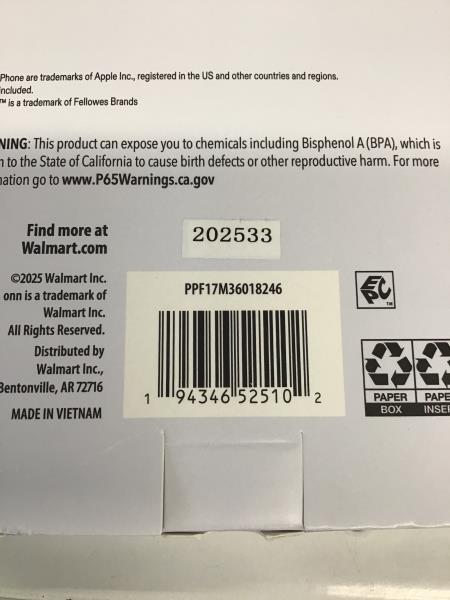 Phone are trademarks of Apple Inc., registered in the US and other countries and regions.
included.
™ is a trademark of Fellowes Brands
NING: This product can expose you to chemicals including Bisphenol A (BPA), which is
n to the State of California to cause birth defects or other reproductive harm. For more
ation go to www.P65Warnings.ca.gov
Find more at
Walmart.com
202533
©2025 Walmart Inc.
onn is a trademark of
Walmart Inc.
All Rights Reserved.
Distributed by
Walmart Inc.,
Bentonville, AR 72716
MADE IN VIETNAM
PPF17M36018246
1 94346 52510 2
EPC™
PAPER
BOX
PAPE
INSE